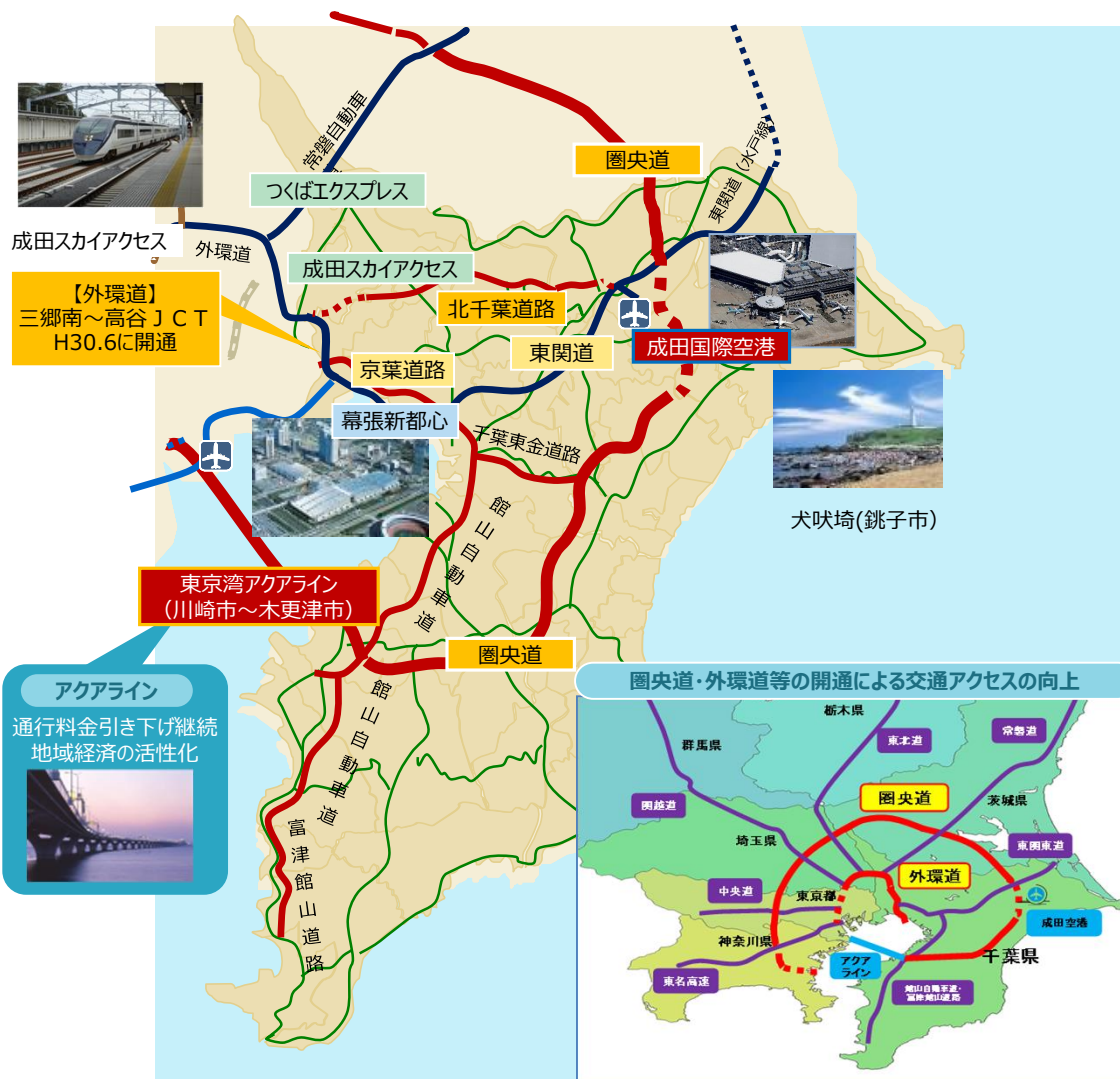 圏央道
常磐自動車
東関道(水戸線
つくばエクスプレス
成田スカイアクセス
外環道
成田スカイアクセス
【外環道】
三郷南～高谷ＪＣＴ
H30.6に開通
北千葉道路
成田国際空港
東関道
京葉道路
幕張新都心
千葉東金道路
犬吠埼(銚子市)
館山自動車道
東京湾アクアライン
(川崎市～木更津市)
圏央道
アクアライン
通行料金引き下げ継続
地域経済の活性化
館山自動車道
富津館山道路
圏央道・外環道等の開通による交通アクセスの向上
栃木県
群馬県
東北道
常磐道
圏央道
関越道
茨城県
埼玉県
東関東道
外環道
中央道
東京都
成田空港
神奈川県
千葉県
アクア
ライン
東名高速
館山自動車道・
富津館山道路